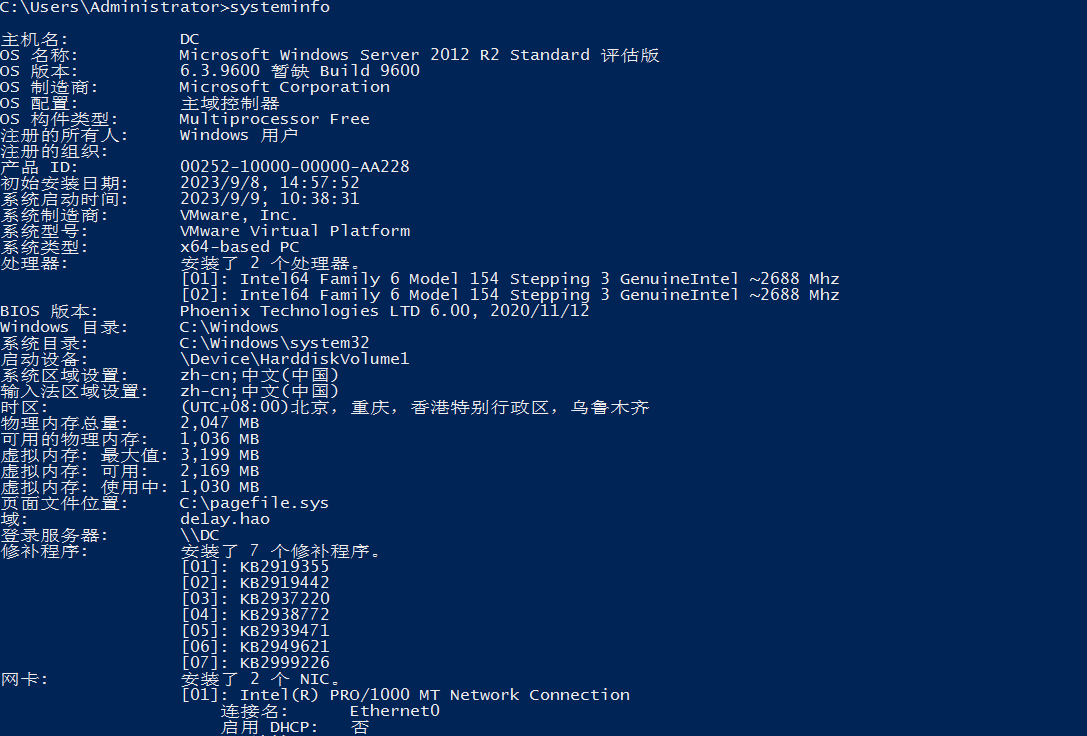 C:\Users\Administrator>systeminfo
主机名: DC
OS 名称: Microsoft Windows Server 2012 R2 Standard 评估版
OS 版本: 6.3.9600 暂缺 Build 9600
OS 制造商: Microsoft Corporation
OS 配置: 主域控制器
OS 构件类型: Multiprocessor Free
注册的所有人: Windows 用户
注册的组织:
产品 ID: 00252-10000-00000-AA228
初始安装日期: 2023/9/8, 14:57:52
系统启动时间: 2023/9/9, 10:38:31
系统制造商: VMware, Inc.
系统型号: VMware Virtual Platform
系统类型: x64-based PC
处理器: 安装了 2 个处理器。
[01]: Intel64 Family 6 Model 154 Stepping 3 GenuineIntel ~2688 Mhz
[02]: Intel64 Family 6 Model 154 Stepping 3 GenuineIntel ~2688 Mhz
BIOS 版本: Phoenix Technologies LTD 6.00, 2020/11/12
Windows 目录: C:\Windows
系统目录: C:\Windows\system32
启动设备: \Device\HarddiskVolume1
系统区域设置: zh-cn;中文(中国)
输入法区域设置: zh-cn;中文(中国)
时区: (UTC+08:00)北京，重庆，香港特别行政区，乌鲁木齐
物理内存总量: 2,047 MB
可用的物理内存: 1,036 MB
虚拟内存: 最大值: 3,199 MB
虚拟内存: 可用: 2,169 MB
虚拟内存: 使用中: 1,030 MB
页面文件位置: C:\pagefile.sys
域: delay.hao
登录服务器: \\DC
修补程序: 安装了 7 个修补程序。
[01]: KB2919355
[02]: KB2919442
[03]: KB2937220
[04]: KB2938772
[05]: KB2939471
[06]: KB2949621
[07]: KB2999226
网卡: 安装了 2 个 NIC。
[01]: Intel(R) PRO/1000 MT Network Connection
连接名: Ethernet0
启用 DHCP: 否